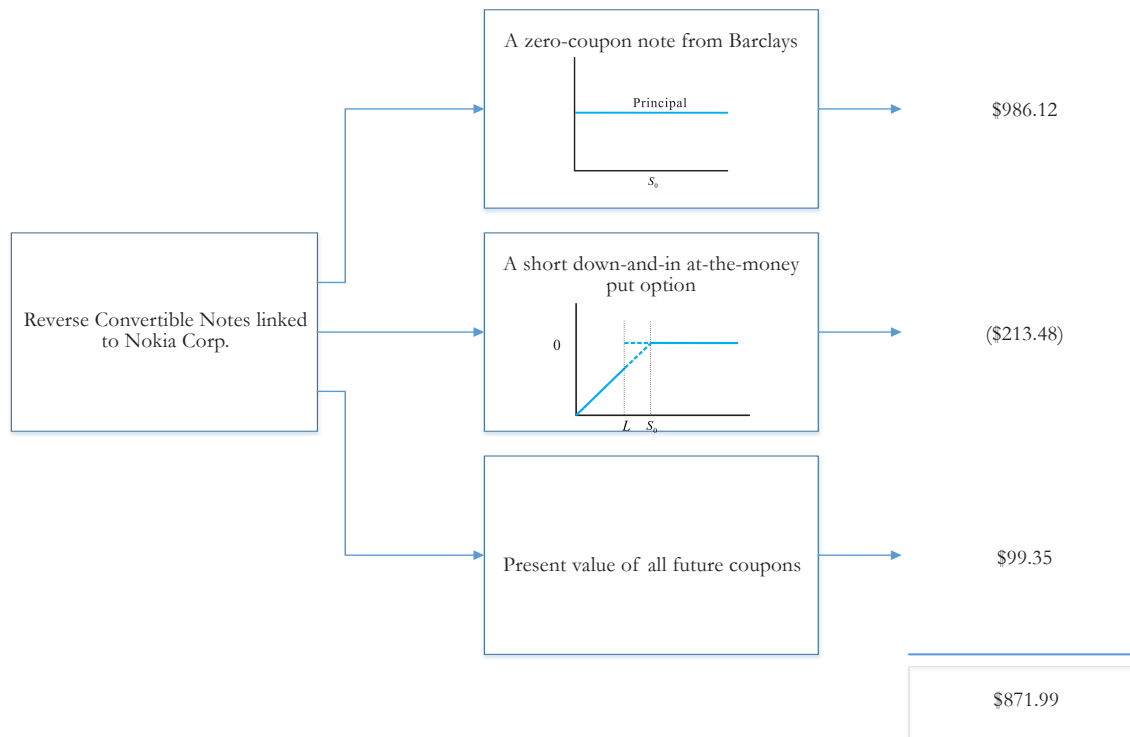 A zero-coupon note from Barclays
Principal
S₀
$986.12
Reverse Convertible Notes linked
to Nokia Corp.
A short down-and-in at-the-money
put option
0
L S₀
($213.48)
Present value of all future coupons
$99.35
$871.99